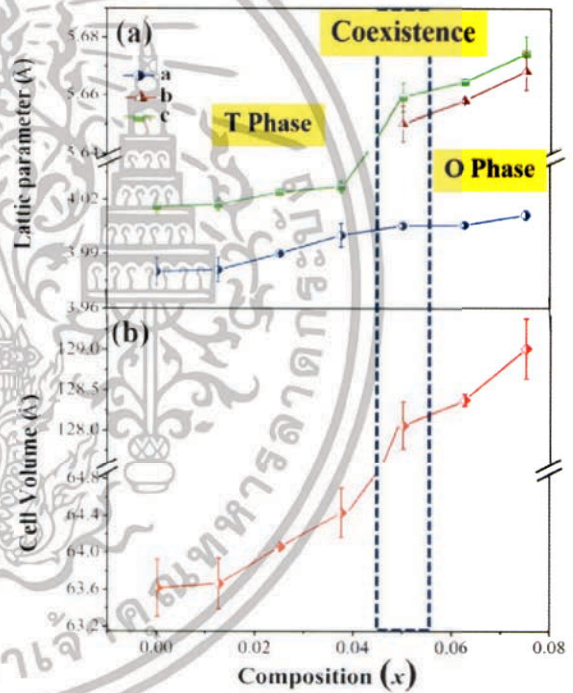 (a)
Coexistence
5.68
a
b
c
5.66
T Phase
5.64
O Phase
4.02
3.99
3.96
Lattic parameter (Å)
(b)
129.0
128.5
128.0
64.8
64.4
64.0
63.6
63.2
Cell Volume (Å)
0.00 0.02 0.04 0.06 0.08
Composition (x)